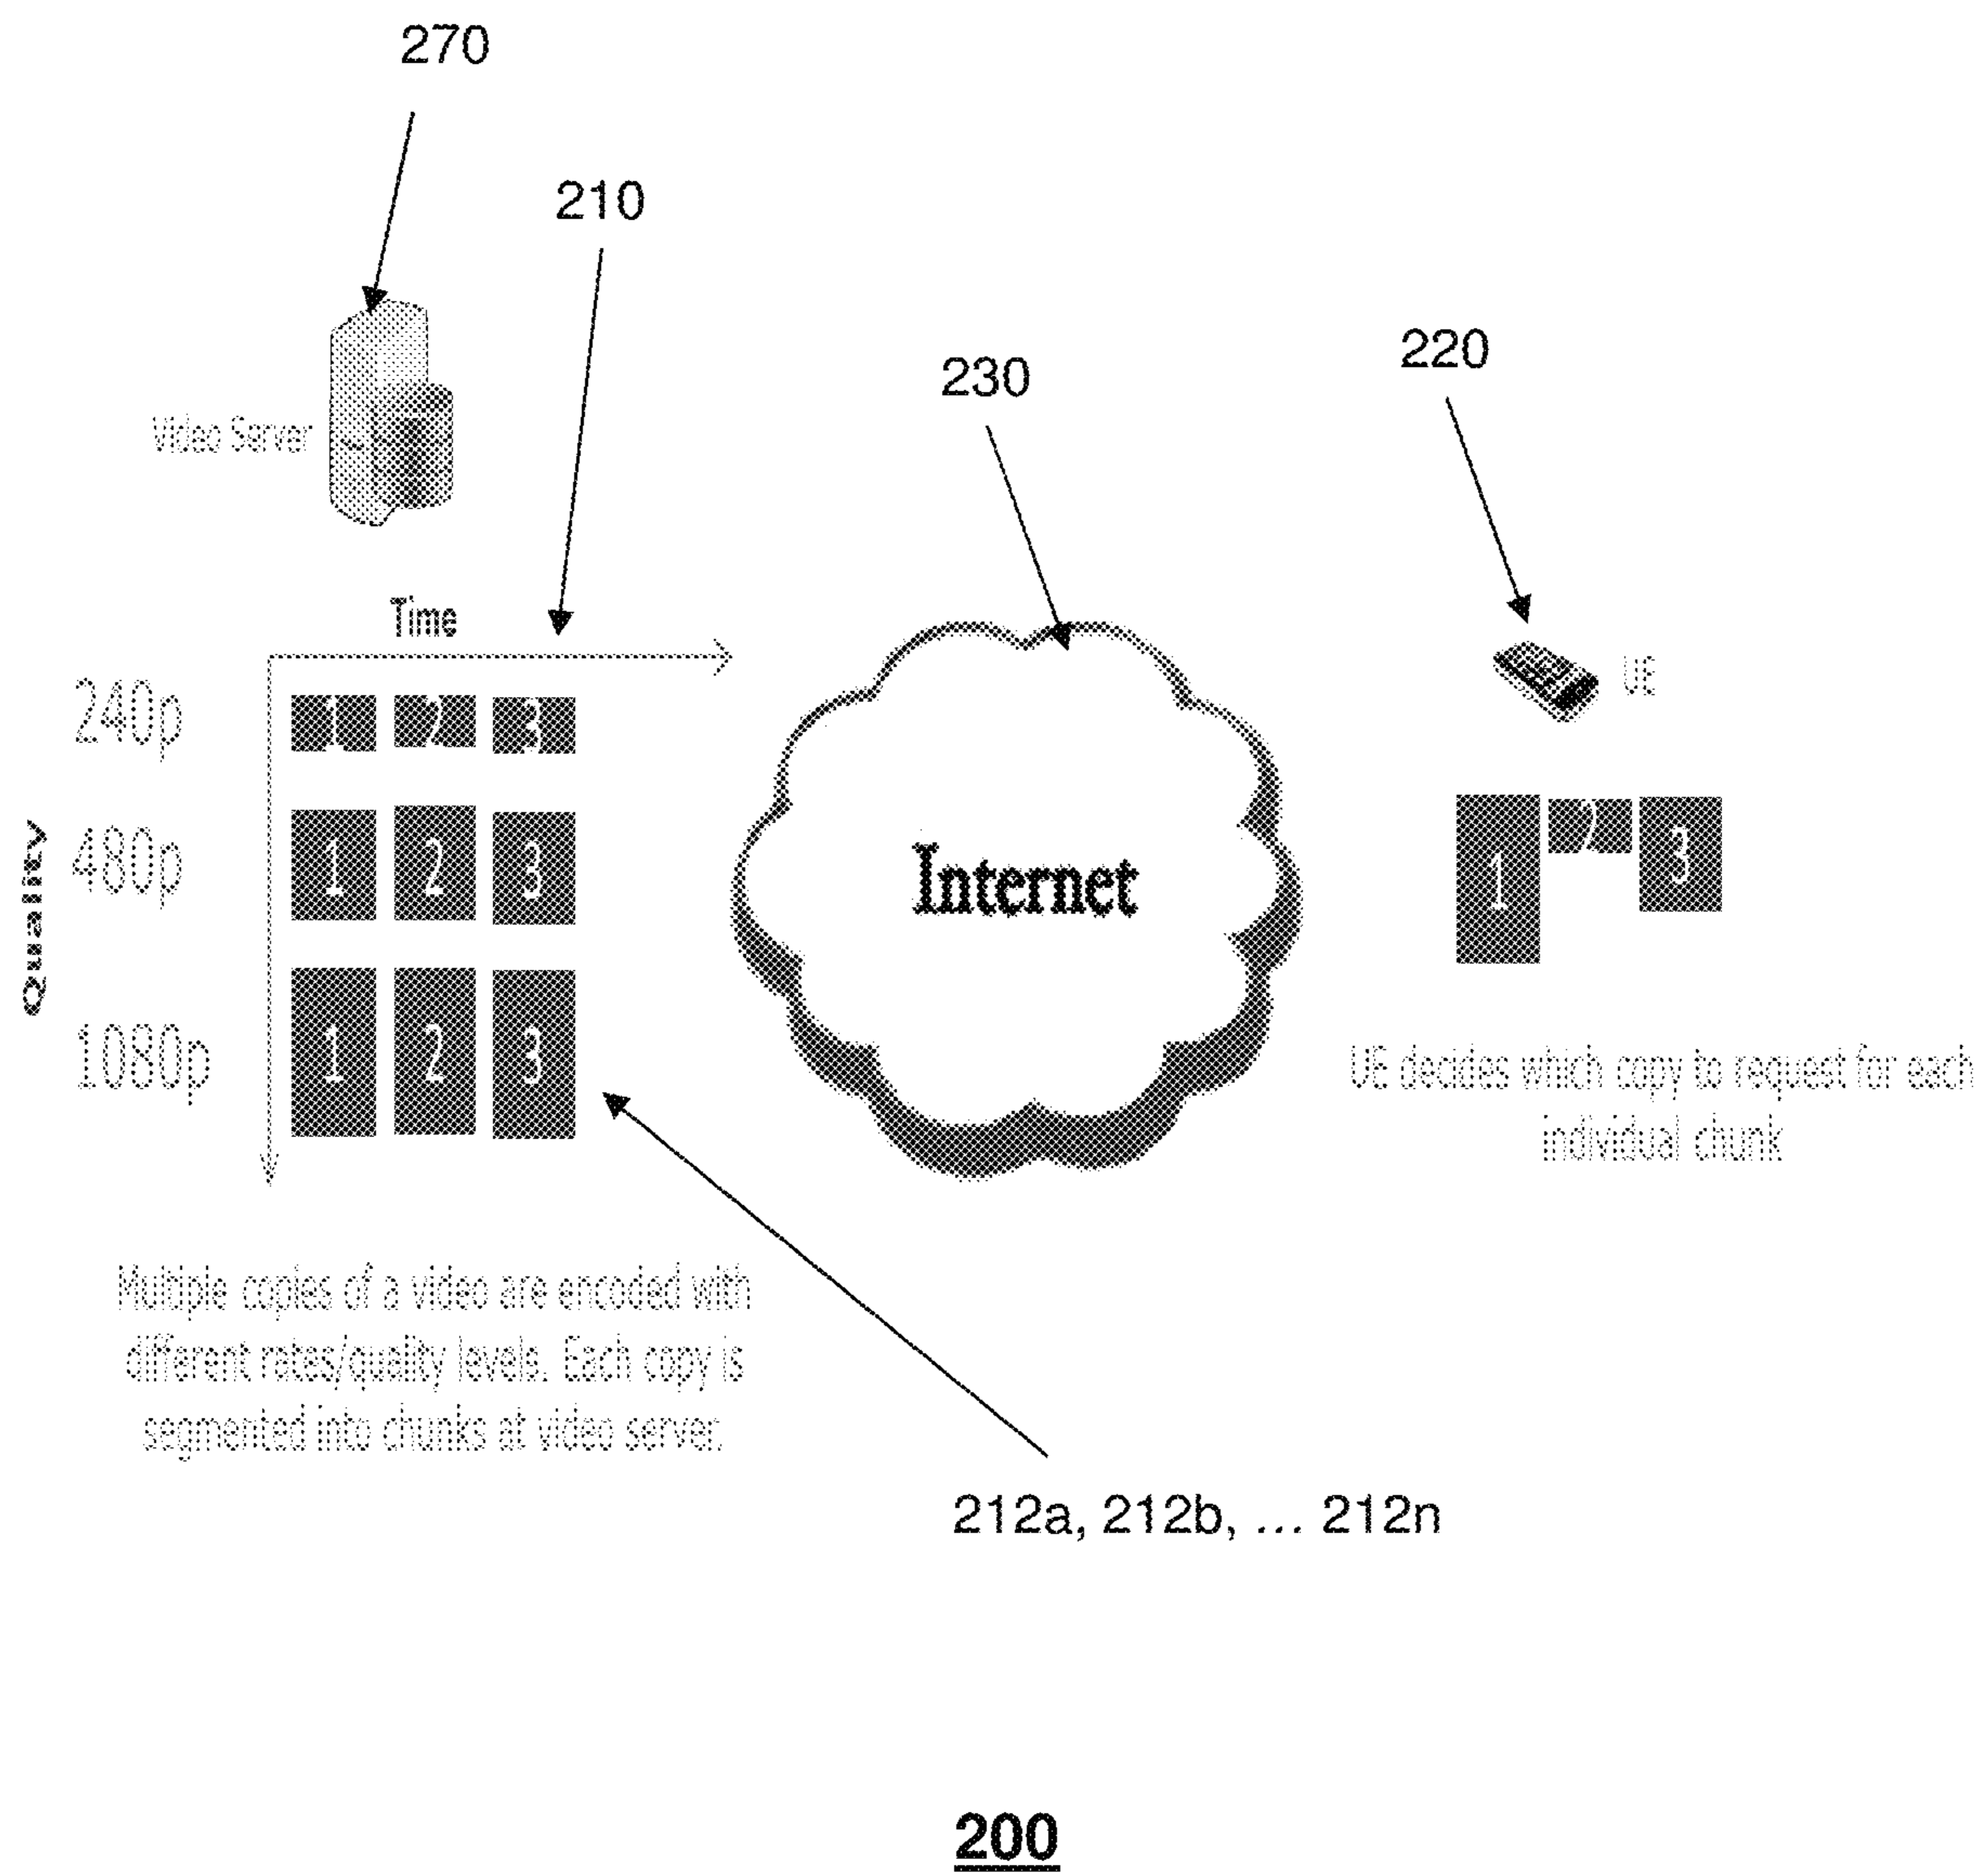 270
210
230
220
Video Server
UE
Time
240p
1 2 3
480p
1 2 3
1080p
1 2 3
Quality
Internet
1 2 3
UE decides which copy to request for each
individual chunk
Multiple copies of a video are encoded with
different rates/quality levels. Each copy is
segmented into chunks at video server.
212a, 212b, ... 212n
200